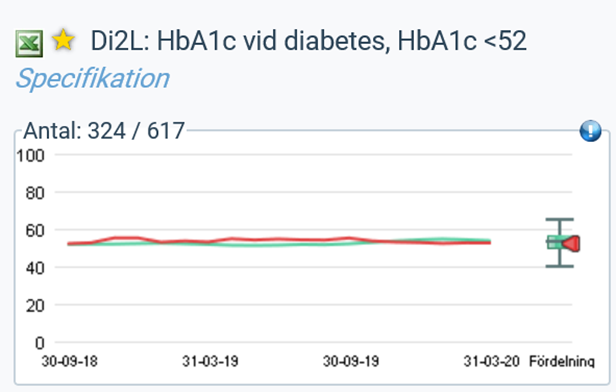 Di2L: HbA1c vid diabetes, HbA1c <52
Specifikation
Antal: 324 / 617
100
80
60
40
20
0
30-09-18 31-03-19 30-09-19 31-03-20 Fördelning